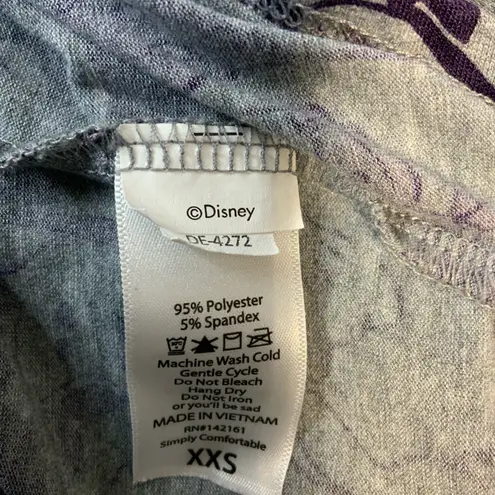 ©Disney
DE-4272
95% Polyester
5% Spandex
Machine Wash Cold
Gentle Cycle
Do Not Bleach
Hang Dry
Do Not Iron
or you'll be sad
MADE IN VIETNAM
RN#142161
Simply Comfortable
XXS